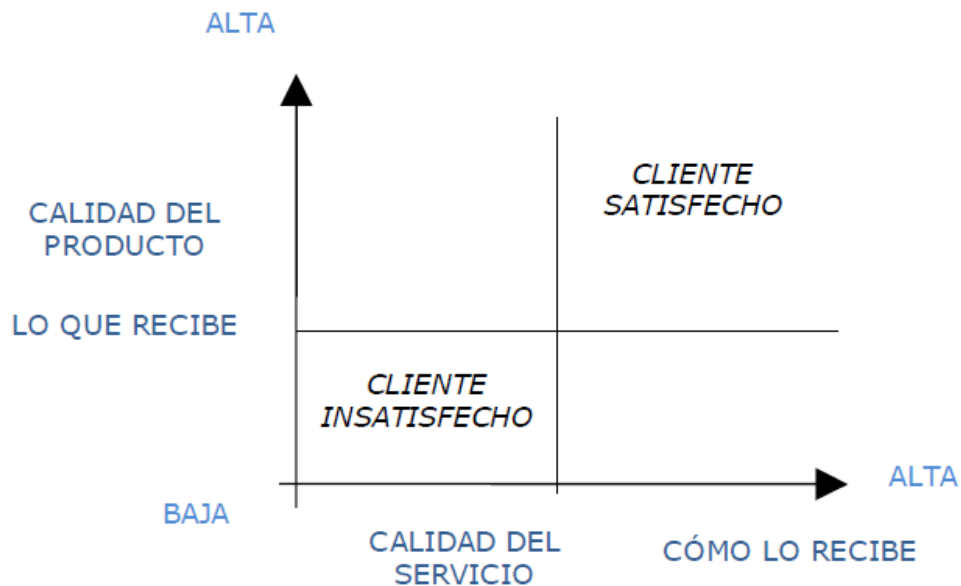 ALTA
CLIENTE
SATISFECHO
CALIDAD DEL
PRODUCTO
LO QUE RECIBE
CLIENTE
INSATISFECHO
ALTA
BAJA
CALIDAD DEL
SERVICIO
CÓMO LO RECIBE